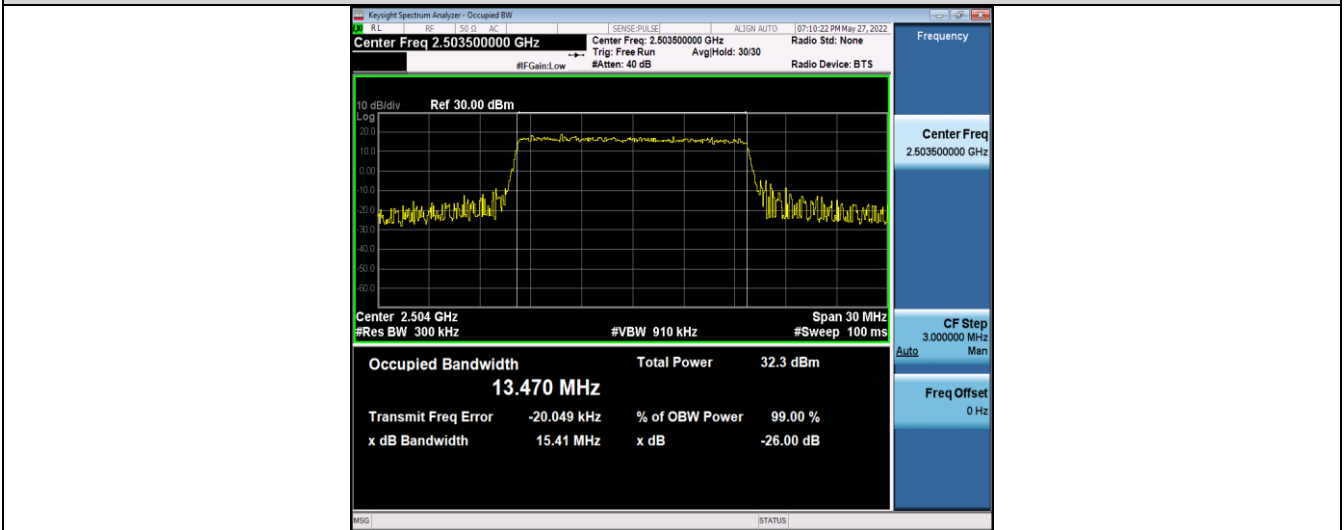 Keysight Spectrum Analyzer - Occupied BW
RL RF 50 Ω AC SENSE:PULSE ALIGN AUTO 07:10:22 PM May 27, 2022
Center Freq 2.503500000 GHz Center Freq: 2.503500000 GHz Radio Std: None
Trig: Free Run Avg|Hold: 30/30
#IFGain:Low #Atten: 40 dB Radio Device: BTS
Frequency
10 dB/div Ref 30.00 dBm
Log
20.0
10.0
0.00
-10.0
-20.0
-30.0
-40.0
-50.0
-60.0
Center 2.504 GHz Span 30 MHz
#Res BW 300 kHz #VBW 910 kHz #Sweep 100 ms
Occupied Bandwidth Total Power 32.3 dBm
13.470 MHz
Transmit Freq Error -20.049 kHz % of OBW Power 99.00 %
x dB Bandwidth 15.41 MHz x dB -26.00 dB
Center Freq
2.503500000 GHz
CF Step
3.000000 MHz
Auto Man
Freq Offset
0 Hz
MSG STATUS